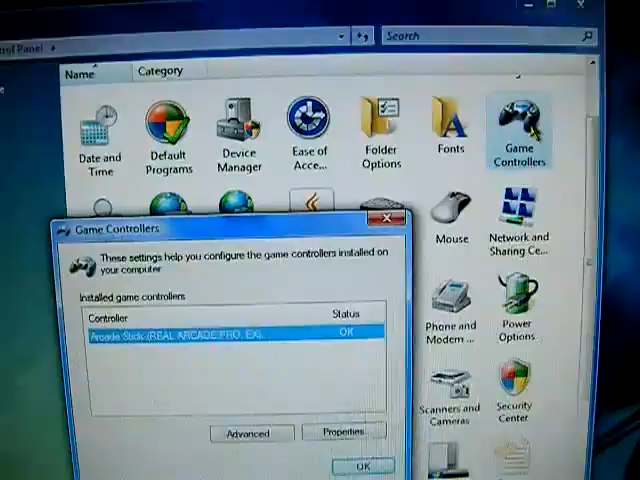 rol Panel
Search
Name
Category
Date and
Time
Default
Programs
Device
Manager
Ease of
Acce...
Folder
Options
Fonts
Game
Controllers
Mouse
Network and
Sharing Ce...
Game Controllers
These settings help you configure the game controllers installed on
your computer
Installed game controllers
Controller
Status
Arcade Stick (REAL ARCADE PRO. EX)
OK
Advanced
Properties
OK
Phone and
Modem ...
Power
Options
Scanners and
Cameras
Security
Center